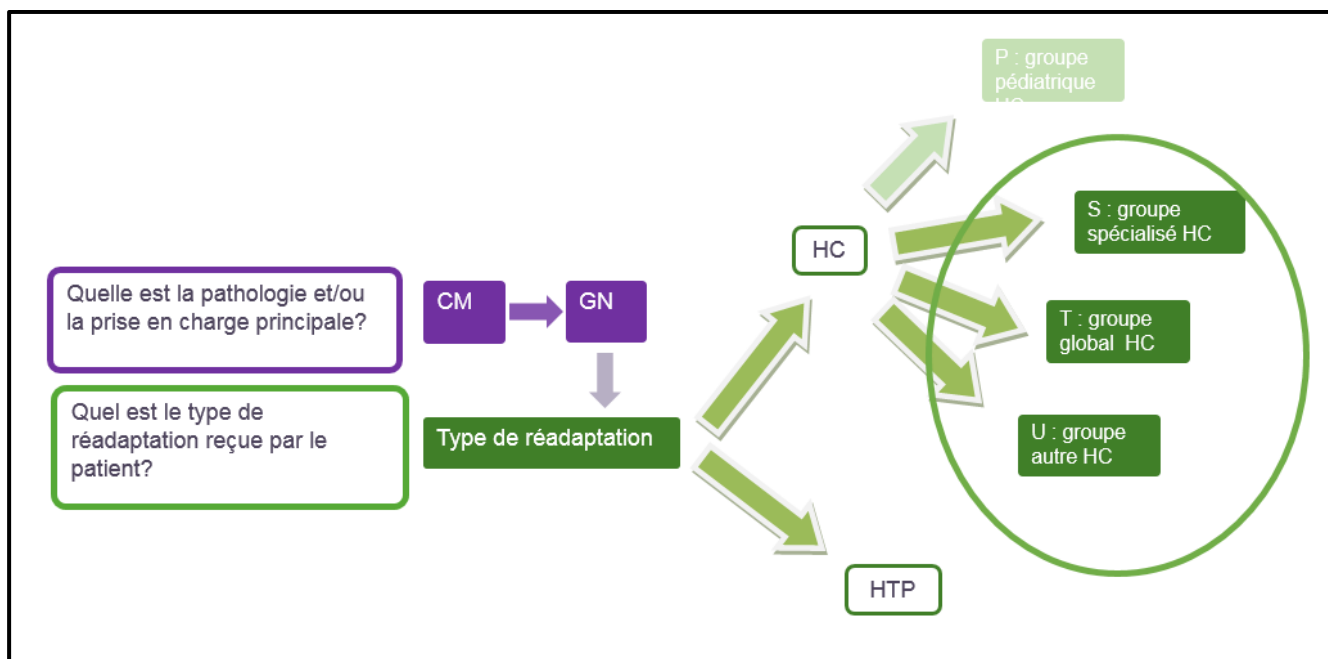 P : groupe
pédiatrique
HC
S : groupe
spécialisé HC
HC
Quelle est la pathologie et/ou
la prise en charge principale?
CM
GN
T : groupe
global HC
Quel est le type de
réadaptation reçue par le
patient?
Type de réadaptation
U : groupe
autre HC
HTP